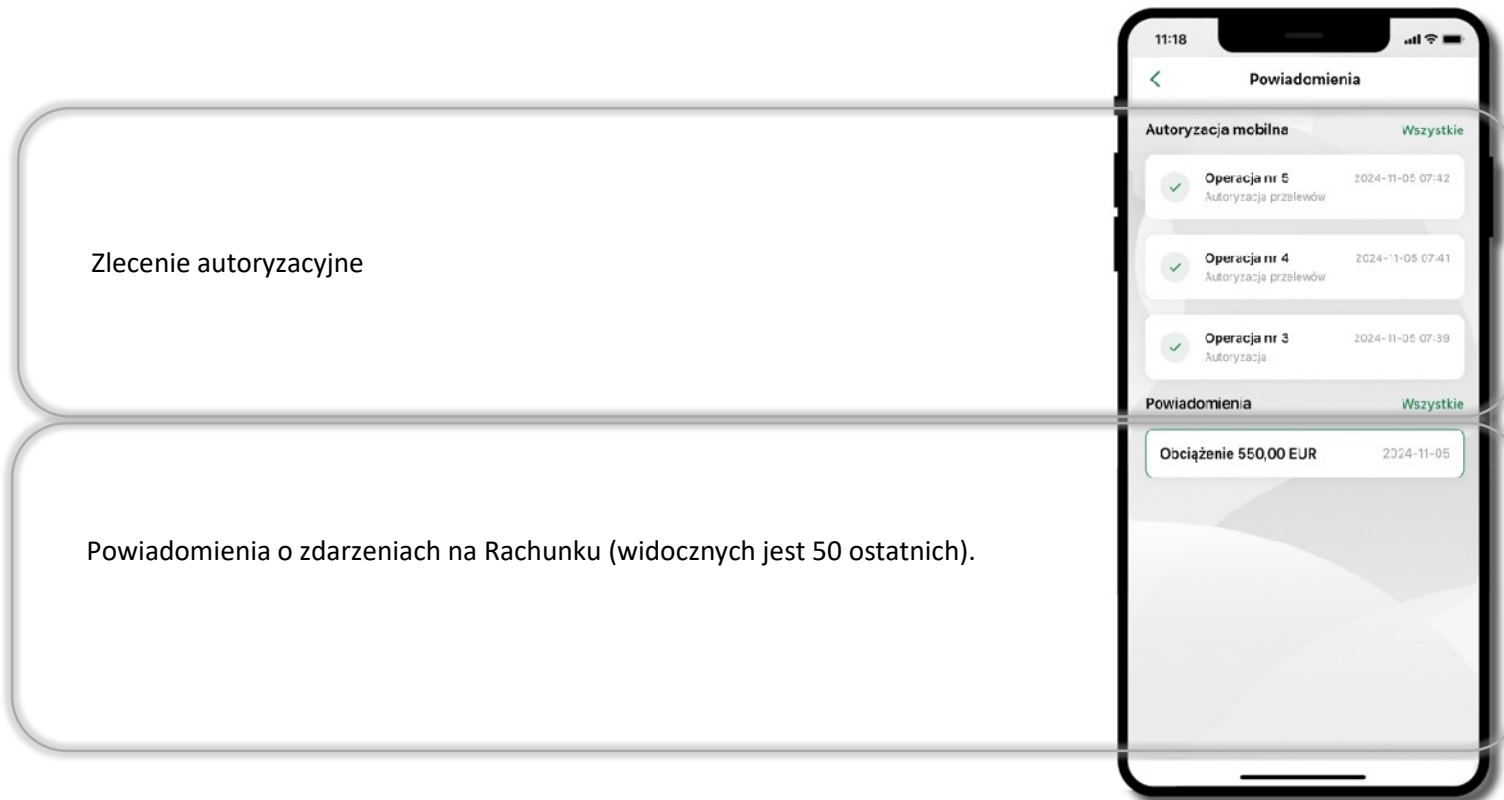 11:18
Powiadomienia
Autoryzacja mobilna Wszystkie
Operacja nr 5 2024-11-05 07:42
Autoryzacja przelewów
Zlecenie autoryzacyjne
Operacja nr 4 2024-11-05 07:41
Autoryzacja przelewów
Operacja nr 3 2024-11-05 07:39
Autoryzacja
Powiadomienia Wszystkie
Obciążenie 550,00 EUR 2024-11-05
Powiadomienia o zdarzeniach na Rachunku (widocznych jest 50 ostatnich).